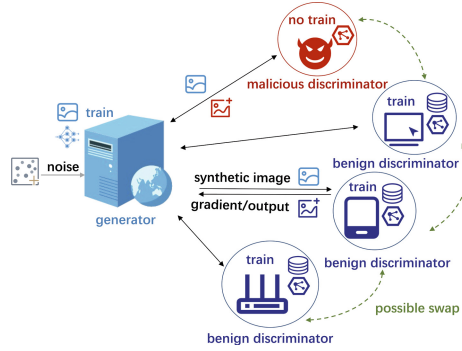 no train
malicious discriminator
train
train
benign discriminator
noise
synthetic image
gradient/output
train
generator
benign discriminator
train
possible swap
benign discriminator